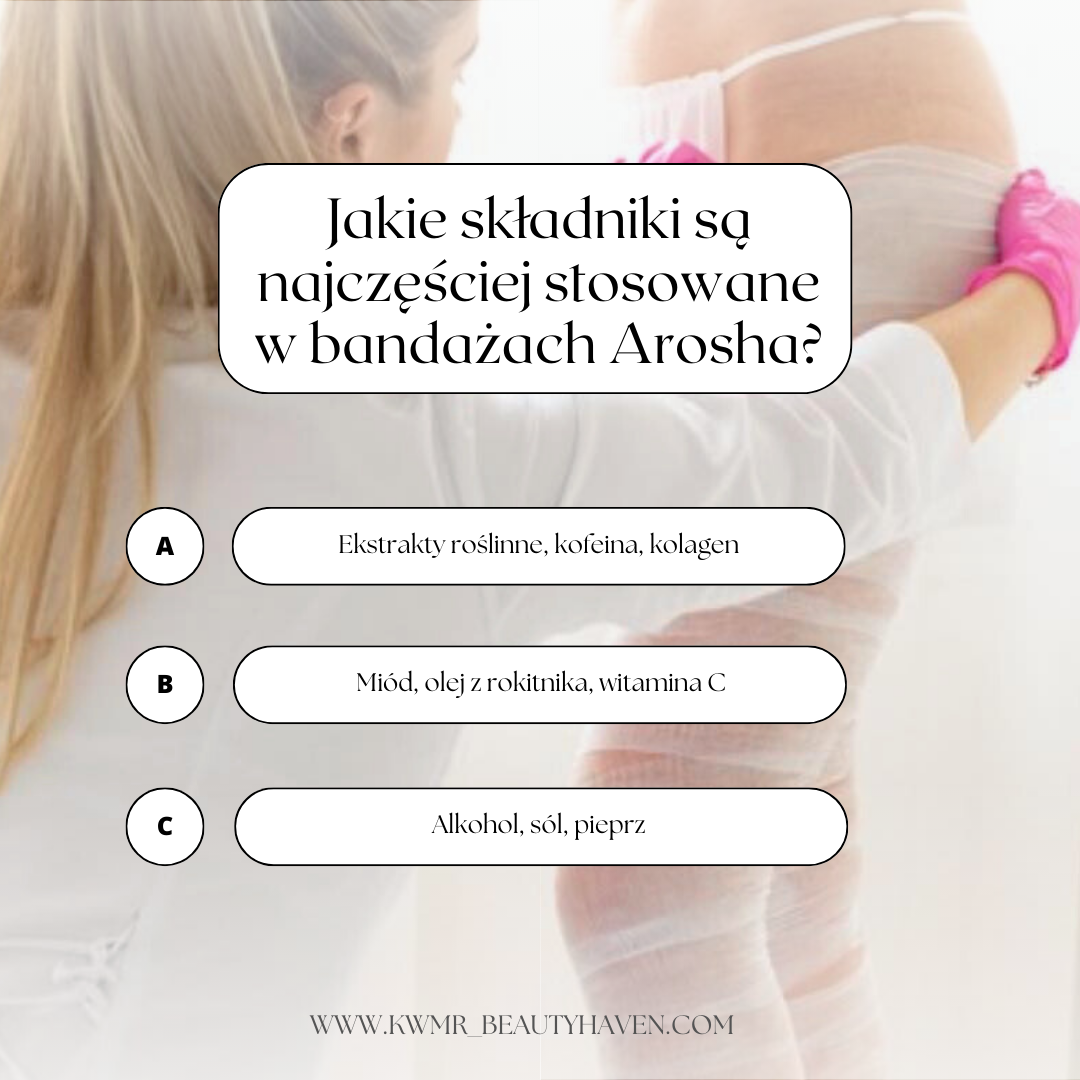 Jakie składniki są
najczęściej stosowane
w bandażach Arosha?
A
Ekstrakty roślinne, kofeina, kolagen
B
Miód, olej z rokitnika, witamina C
C
Alkohol, sól, pieprz
WWW.KWMR_BEAUTYHAVEN.COM